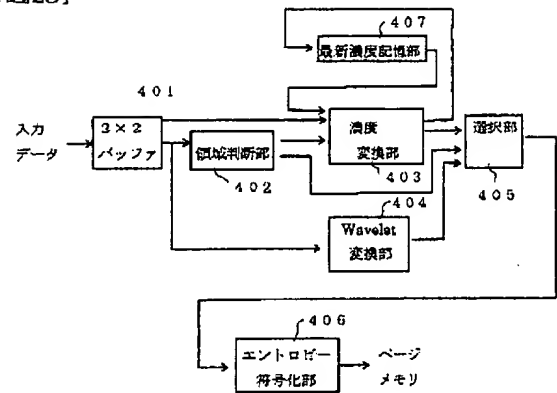 407
最新濃度記憶部
401
入力
データ
2×2
バッファ
領域判断部
402
濃度
変換部
403
選択部
405
404
Wavelet
変換部
406
エントロピー
符号化部
ページ
メモリ